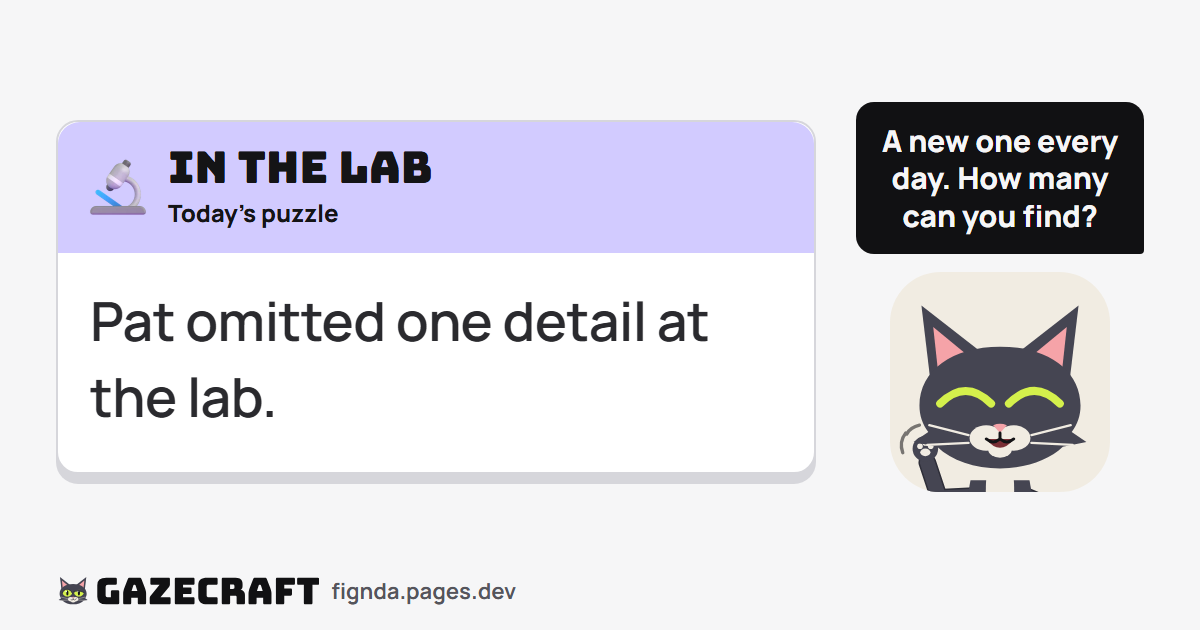 IN THE LAB
Today's puzzle
Pat omitted one detail at
the lab.
A new one every
day. How many
can you find?
GAZECRAFT fignda.pages.dev